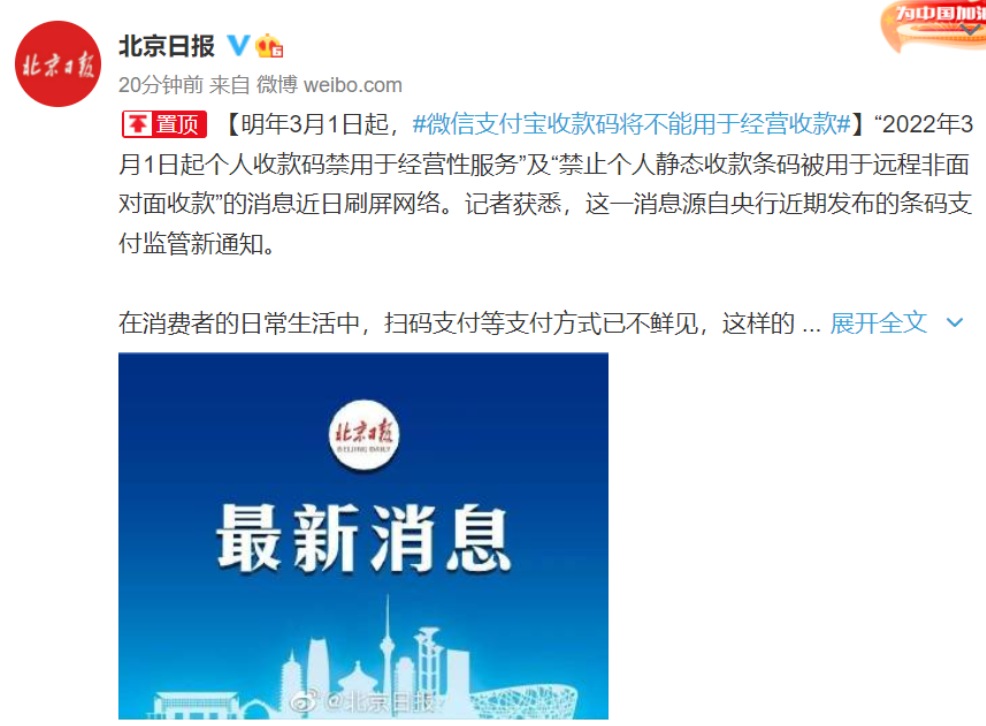 为中国加油
北京日报
北京日报
20分钟前 来自 微博 weibo.com
置顶 【明年3月1日起，#微信支付宝收款码将不能用于经营收款#】“2022年3
月1日起个人收款码禁用于经营性服务”及“禁止个人静态收款条码被用于远程非面
对面收款”的消息近日刷屏网络。记者获悉，这一消息源自央行近期发布的条码支
付监管新通知。
在消费者的日常生活中，扫码支付等支付方式已不鲜见，这样的 ... 展开全文
北京日报
BEIJING DAILY
最新消息
@北京日报